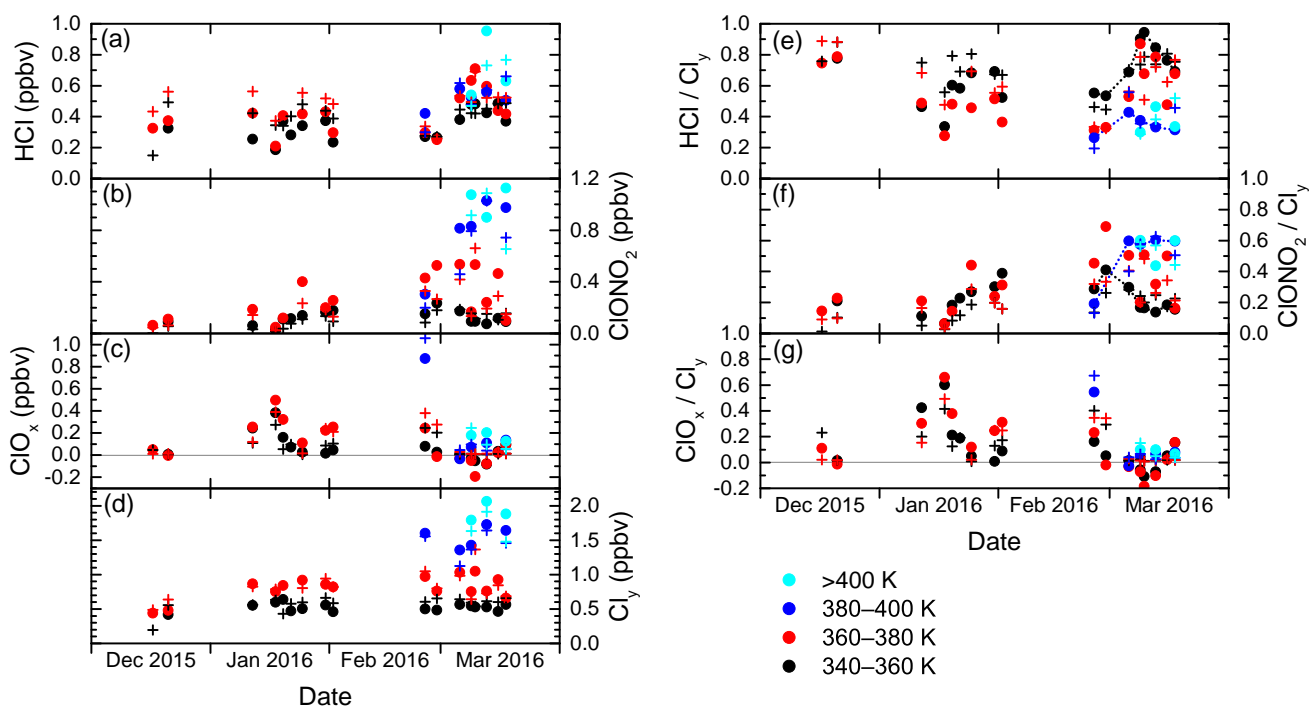 (a)
HCl (ppbv)
1.0
0.8
0.6
0.4
0.2
0.0
(b)
ClONO2 (ppbv)
1.2
0.8
0.4
0.0
(c)
ClOx (ppbv)
1.0
0.8
0.6
0.4
0.2
0.0
-0.2
(d)
Cly (ppbv)
2.0
1.5
1.0
0.5
0.0
Dec 2015 Jan 2016 Feb 2016 Mar 2016
Date
(e)
HCl / Cly
1.0
0.8
0.6
0.4
0.2
0.0
(f)
ClONO2 / Cly
1.0
0.8
0.6
0.4
0.2
0.0
(g)
ClOx / Cly
1.0
0.8
0.6
0.4
0.2
0.0
-0.2
Dec 2015 Jan 2016 Feb 2016 Mar 2016
Date
>400 K
380–400 K
360–380 K
340–360 K